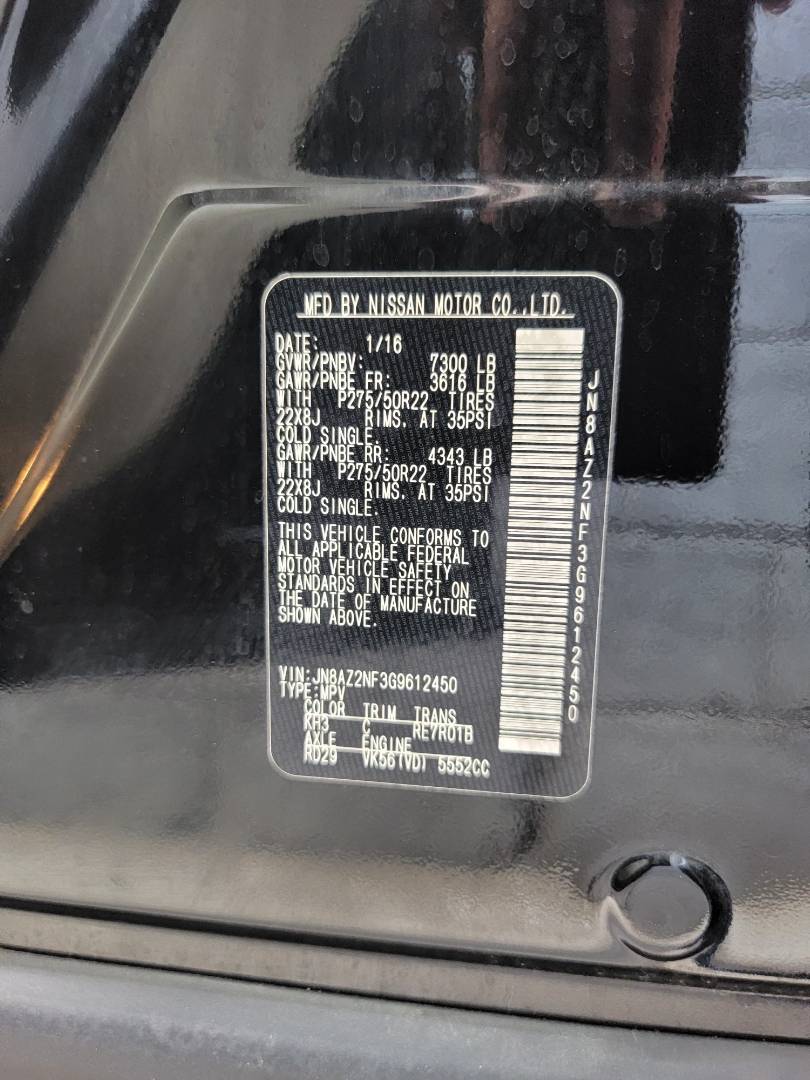 MFD BY NISSAN MOTOR CO.,LTD.
DATE: 1/16
GVWR/PNBV: 7300 LB
GAWR/PNBE FR: 3616 LB
WITH P275/50R22 TIRES
22X8J RIMS. AT 35PSI
COLD SINGLE.
GAWR/PNBE RR: 4343 LB
WITH P275/50R22 TIRES
22X8J RIMS. AT 35PSI
COLD SINGLE.
THIS VEHICLE CONFORMS TO
ALL APPLICABLE FEDERAL
MOTOR VEHICLE SAFETY
STANDARDS IN EFFECT ON
THE DATE OF MANUFACTURE
SHOWN ABOVE.
VIN:JN8AZ2NF3G9612450
TYPE:MPV
COLOR TRIM TRANS
KH3 C RE7R01B
AXLE ENGINE
RD29 VK56(VD) 5552CC
JN8AZ2NF3G9612450